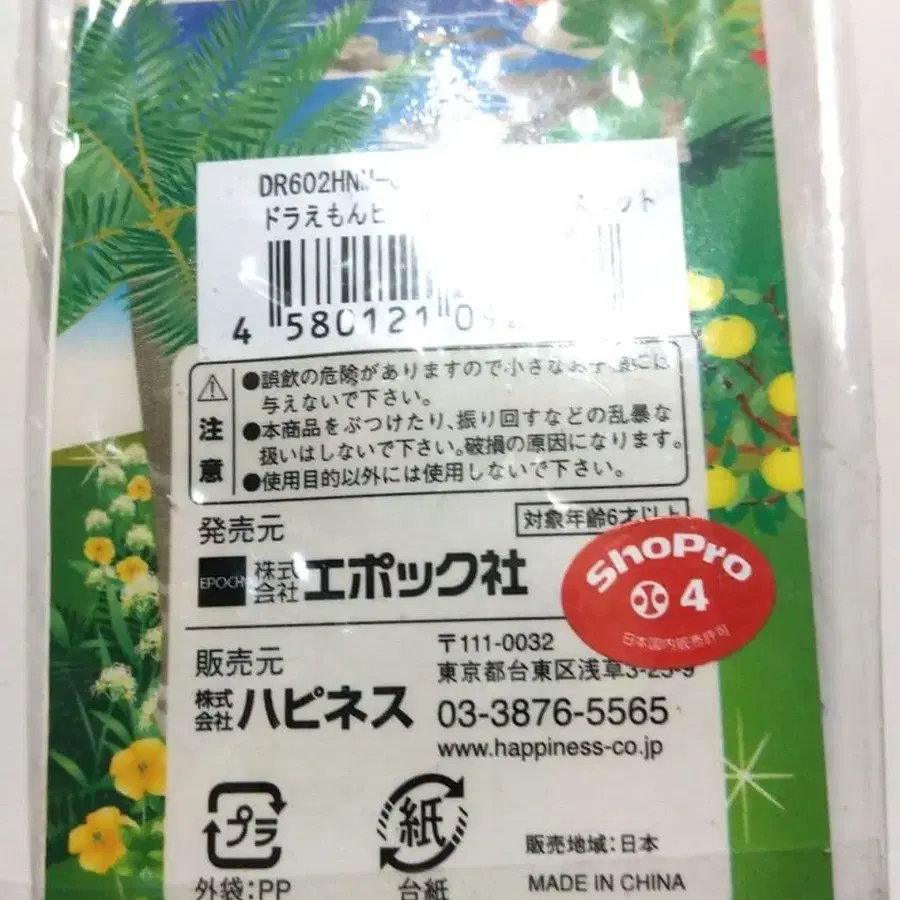 DR602HN
ドラえもん
4 580121 0
注意
●誤飲の危険がありますので小さなお子様には
与えないで下さい。
●本商品をぶつけたり、振り回すなどの乱暴な
扱いはしないで下さい。破損の原因になります。
●使用目的以外には使用しないで下さい。
発売元
対象年齢6才以上
EPOCH 株式会社 エポック社
ShoPro
4
日本国内販売許可
販売元
株式会社 ハピネス
〒111-0032
東京都台東区浅草3-25-9
03-3876-5565
www.happiness-co.jp
プラ
紙
外袋:PP
台紙
販売地域:日本
MADE IN CHINA